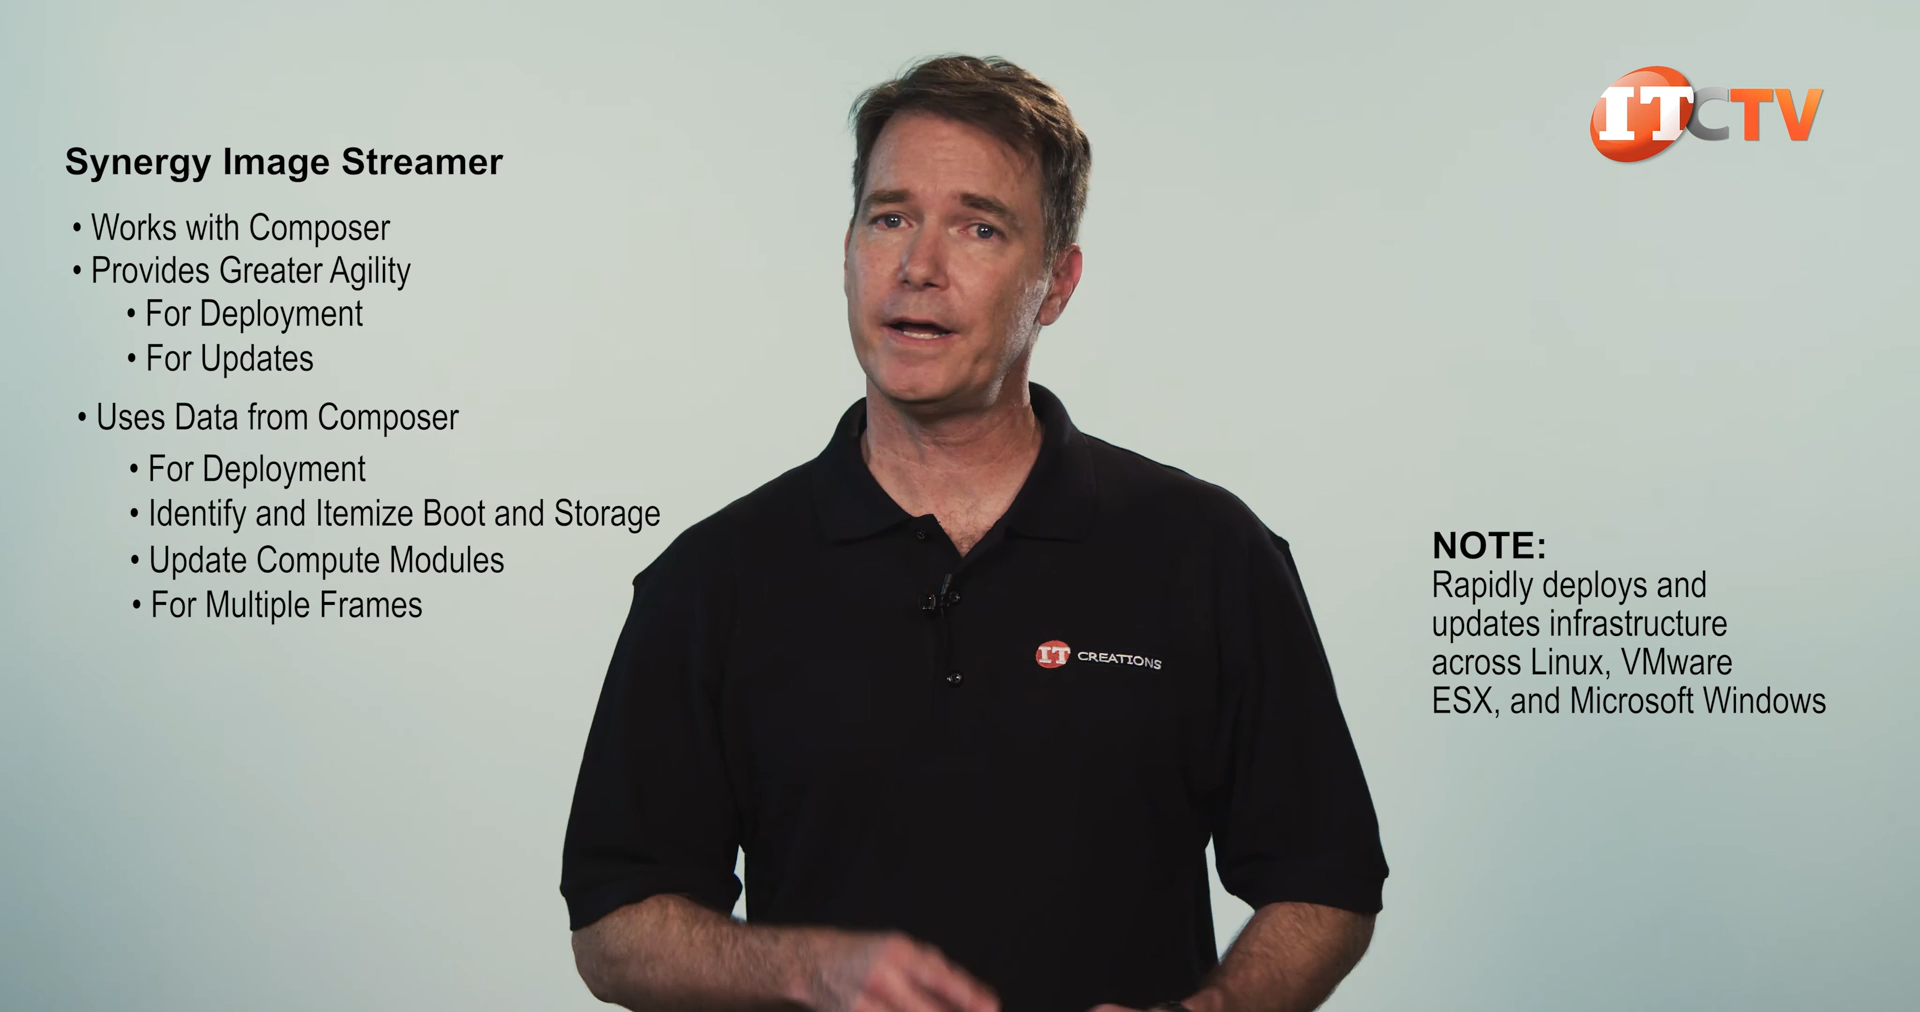 Synergy Image Streamer
• Works with Composer
• Provides Greater Agility
• For Deployment
• For Updates
• Uses Data from Composer
• For Deployment
• Identify and Itemize Boot and Storage
• Update Compute Modules
• For Multiple Frames
ITCTV
NOTE:
Rapidly deploys and
updates infrastructure
across Linux, VMware
ESX, and Microsoft Windows
IT CREATIONS